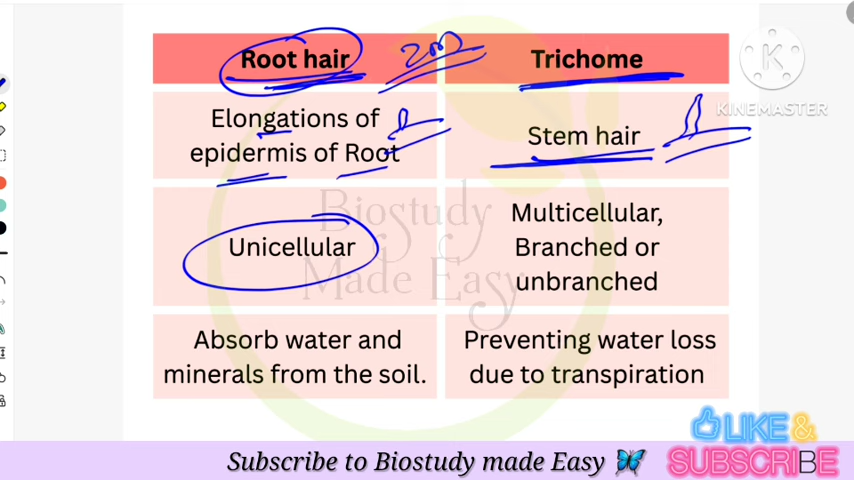 Root hair
Trichome
KINEMASTER
Elongations of
epidermis of Root
Stem hair
Unicellular
Multicellular,
Branched or
unbranched
Biostudy
Made Easy
Absorb water and
minerals from the soil.
Preventing water loss
due to transpiration
LIKE &
SUBSCRIBE
Subscribe to Biostudy made Easy 🦋